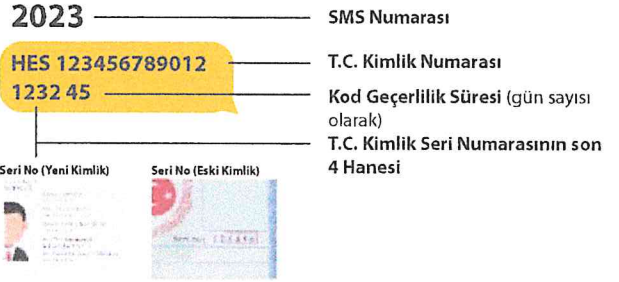 2023
SMS Numarası
HES 123456789012
T.C. Kimlik Numarası
1232 45
Kod Geçerlilik Süresi (gün sayısı
olarak)
T.C. Kimlik Seri Numarasının son
4 Hanesi
Seri No (Yeni Kimlik)
Seri No (Eski Kimlik)